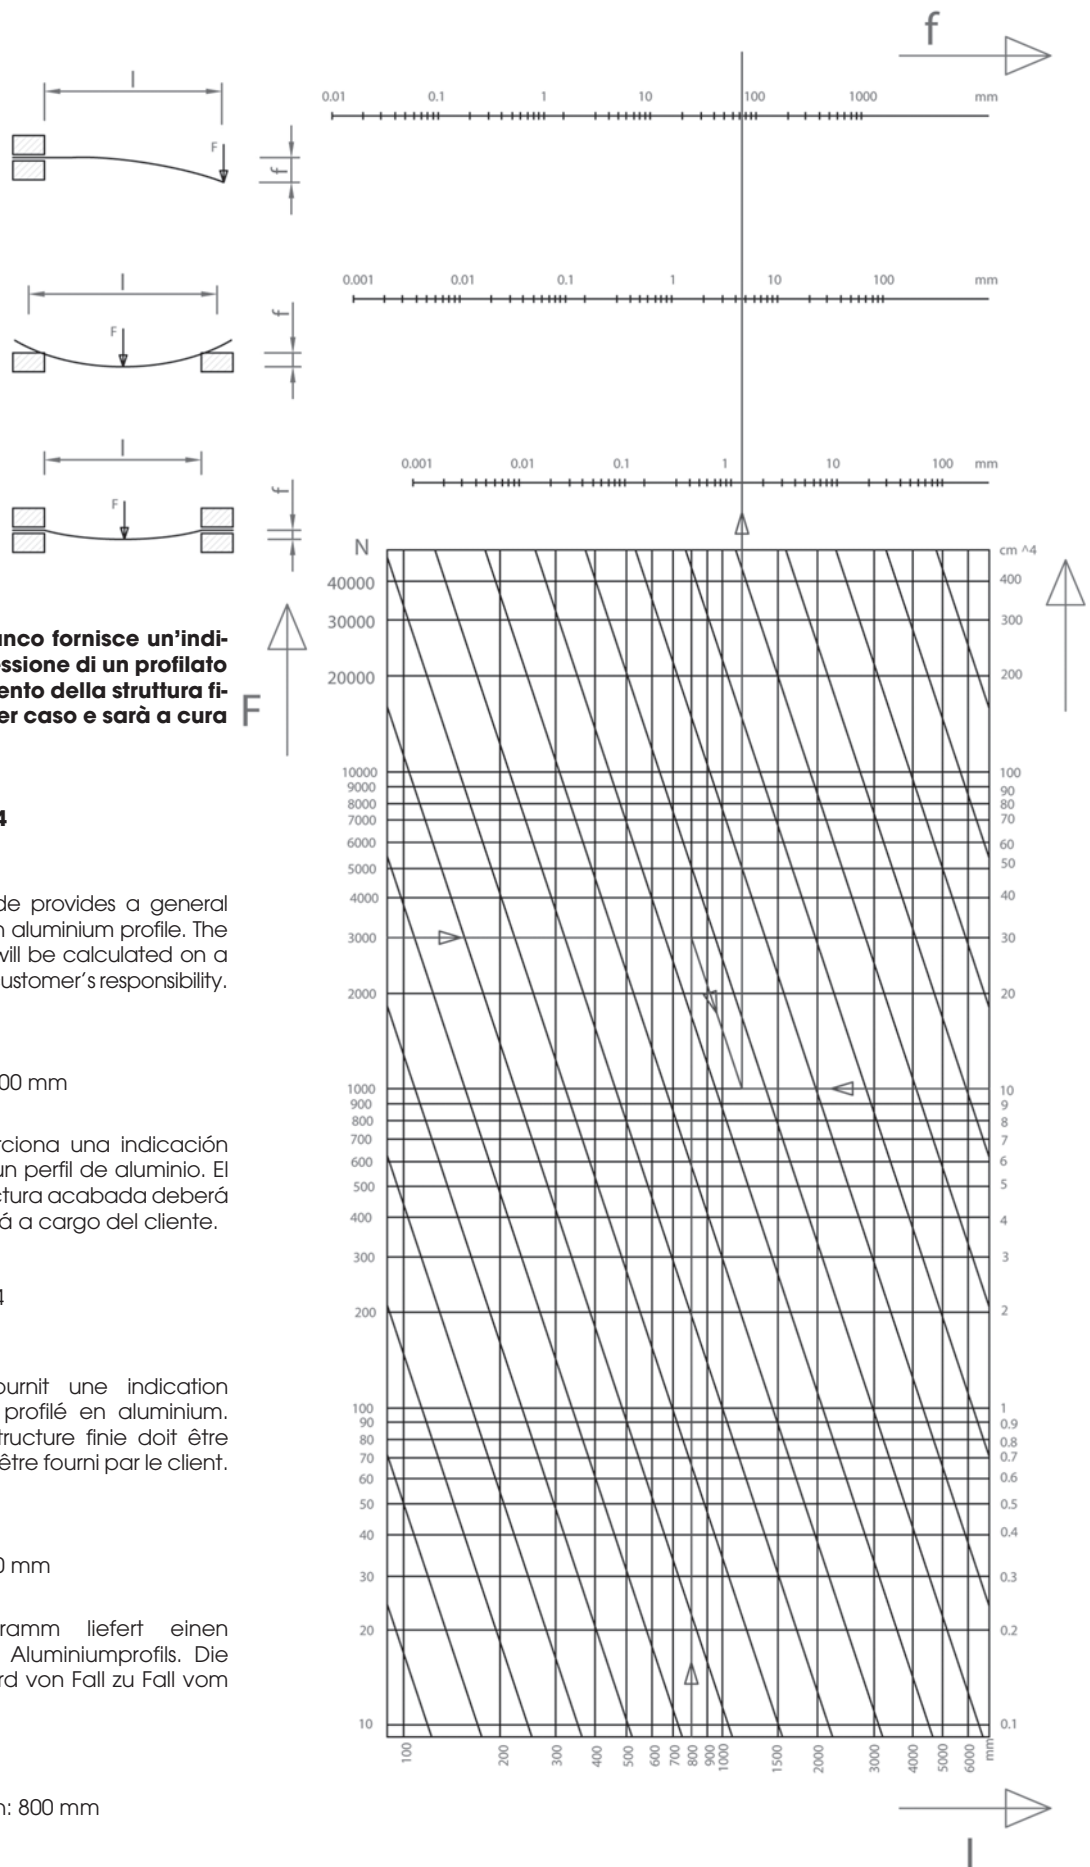 f
l
0.01 0.1 1 10 100 1000 mm
F
f
l
0.001 0.01 0.1 1 10 100 mm
F
f
l
0.001 0.01 0.1 1 10 100 mm
F
f
N
cm ^4
40000
30000
20000
10000
9000
8000
7000
6000
5000
4000
3000
2000
1000
900
800
700
600
500
400
300
200
100
90
80
70
60
50
40
30
20
10
400
300
200
100
90
80
70
60
50
40
30
20
10
9
8
7
6
5
4
3
2
1
0.9
0.8
0.7
0.6
0.5
0.4
0.3
0.2
0.1
100 200 300 400 500 600 700 800 900 1000 1500 2000 3000 4000 5000 6000 mm
F
l
anco fornisce un'indi-
essione di un profilato
ento della struttura fi-
er caso e sarà a cura
4
de provides a general
n aluminium profile. The
will be calculated on a
ustomer's responsibility.
00 mm
rciona una indicación
un perfil de aluminio. El
ctura acabada deberá
á a cargo del cliente.
4
ournit une indication
profilé en aluminium.
tructure finie doit être
être fourni par le client.
0 mm
ramm liefert einen
Aluminiumprofils. Die
rd von Fall zu Fall vom
n: 800 mm